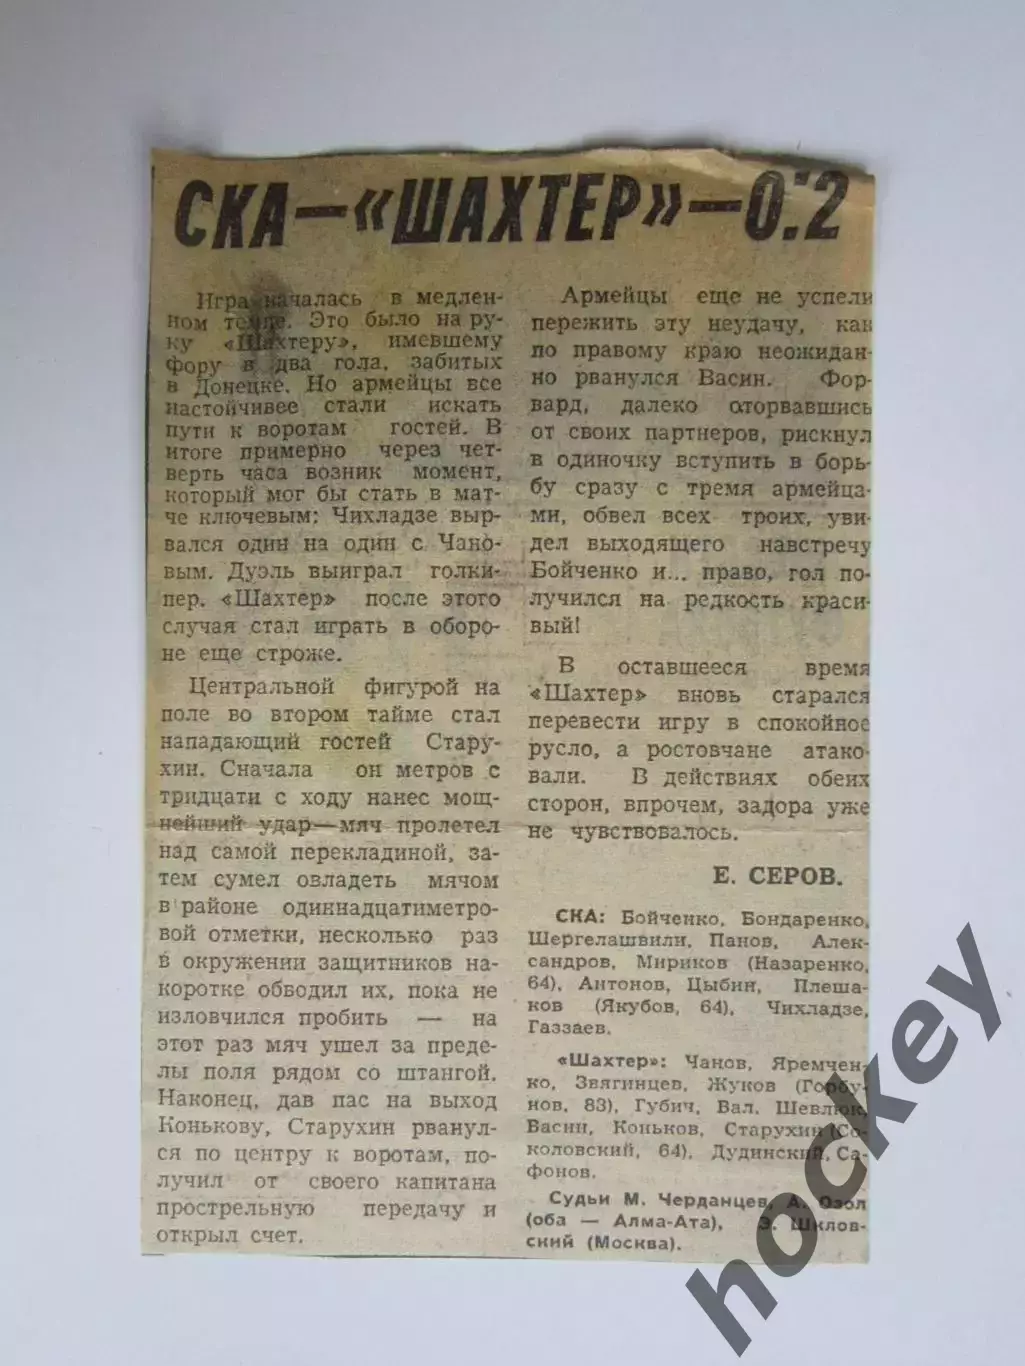 СКА—«ШАХТЕР»—0:2
Игра началась в медлен-
ном темпе. Это было на ру-
ку «Шахтеру», имевшему
фору в два гола, забитых
в Донецке. Но армейцы все
настойчивее стали искать
пути к воротам гостей. В
итоге примерно через чет-
верть часа возник момент,
который мог бы стать в мат-
че ключевым: Чихладзе выр-
вался один на один с Чано-
вым. Дуэль выиграл голки-
пер. «Шахтер» после этого
случая стал играть в оборо-
не еще строже.
Центральной фигурой на
поле во втором тайме стал
нападающий гостей Стару-
хин. Сначала он метров с
тридцати с ходу нанес мощ-
нейший удар—мяч пролетел
над самой перекладиной, за-
тем сумел овладеть мячом
в районе одиннадцатиметро-
вой отметки, несколько раз
в окружении защитников на-
коротке обводил их, пока не
изловчился пробить — на
этот раз мяч ушел за преде-
лы поля рядом со штангой.
Наконец, дав пас на выход
Конькову, Старухин рванул-
ся по центру к воротам, по-
лучил от своего капитана
прострельную передачу и
открыл счет.
Армейцы еще не успели
пережить эту неудачу, как
по правому краю неожидан-
но рванулся Васин. Фор-
вард, далеко оторвавшись
от своих партнеров, рискнул
в одиночку вступить в борь-
бу сразу с тремя армейца-
ми, обвел всех троих, уви-
дел выходящего навстречу
Бойченко и... право, гол по-
лучился на редкость краси-
вый!
В оставшееся время
«Шахтер» вновь старался
перевести игру в спокойное
русло, а ростовчане атако-
вали. В действиях обеих
сторон, впрочем, задора уже
не чувствовалось.
Е. СЕРОВ.
СКА: Бойченко, Бондаренко,
Шергелашвили, Панов, Алек-
сандров, Мириков (Назаренко,
64), Антонов, Цыбин, Плеша-
ков (Якубов, 64), Чихладзе,
Газзаев.
«Шахтер»: Чанов, Яремчен-
ко, Звягинцев, Жуков (Горбу-
нов, 83), Губич, Вал. Шевлюк,
Васин, Коньков, Старухин (Со-
коловский, 64), Дудинский, Са-
фонов.
Судьи М. Черданцев, А. Озол
(оба — Алма-Ата), Э. Шклов-
ский (Москва).
hockey